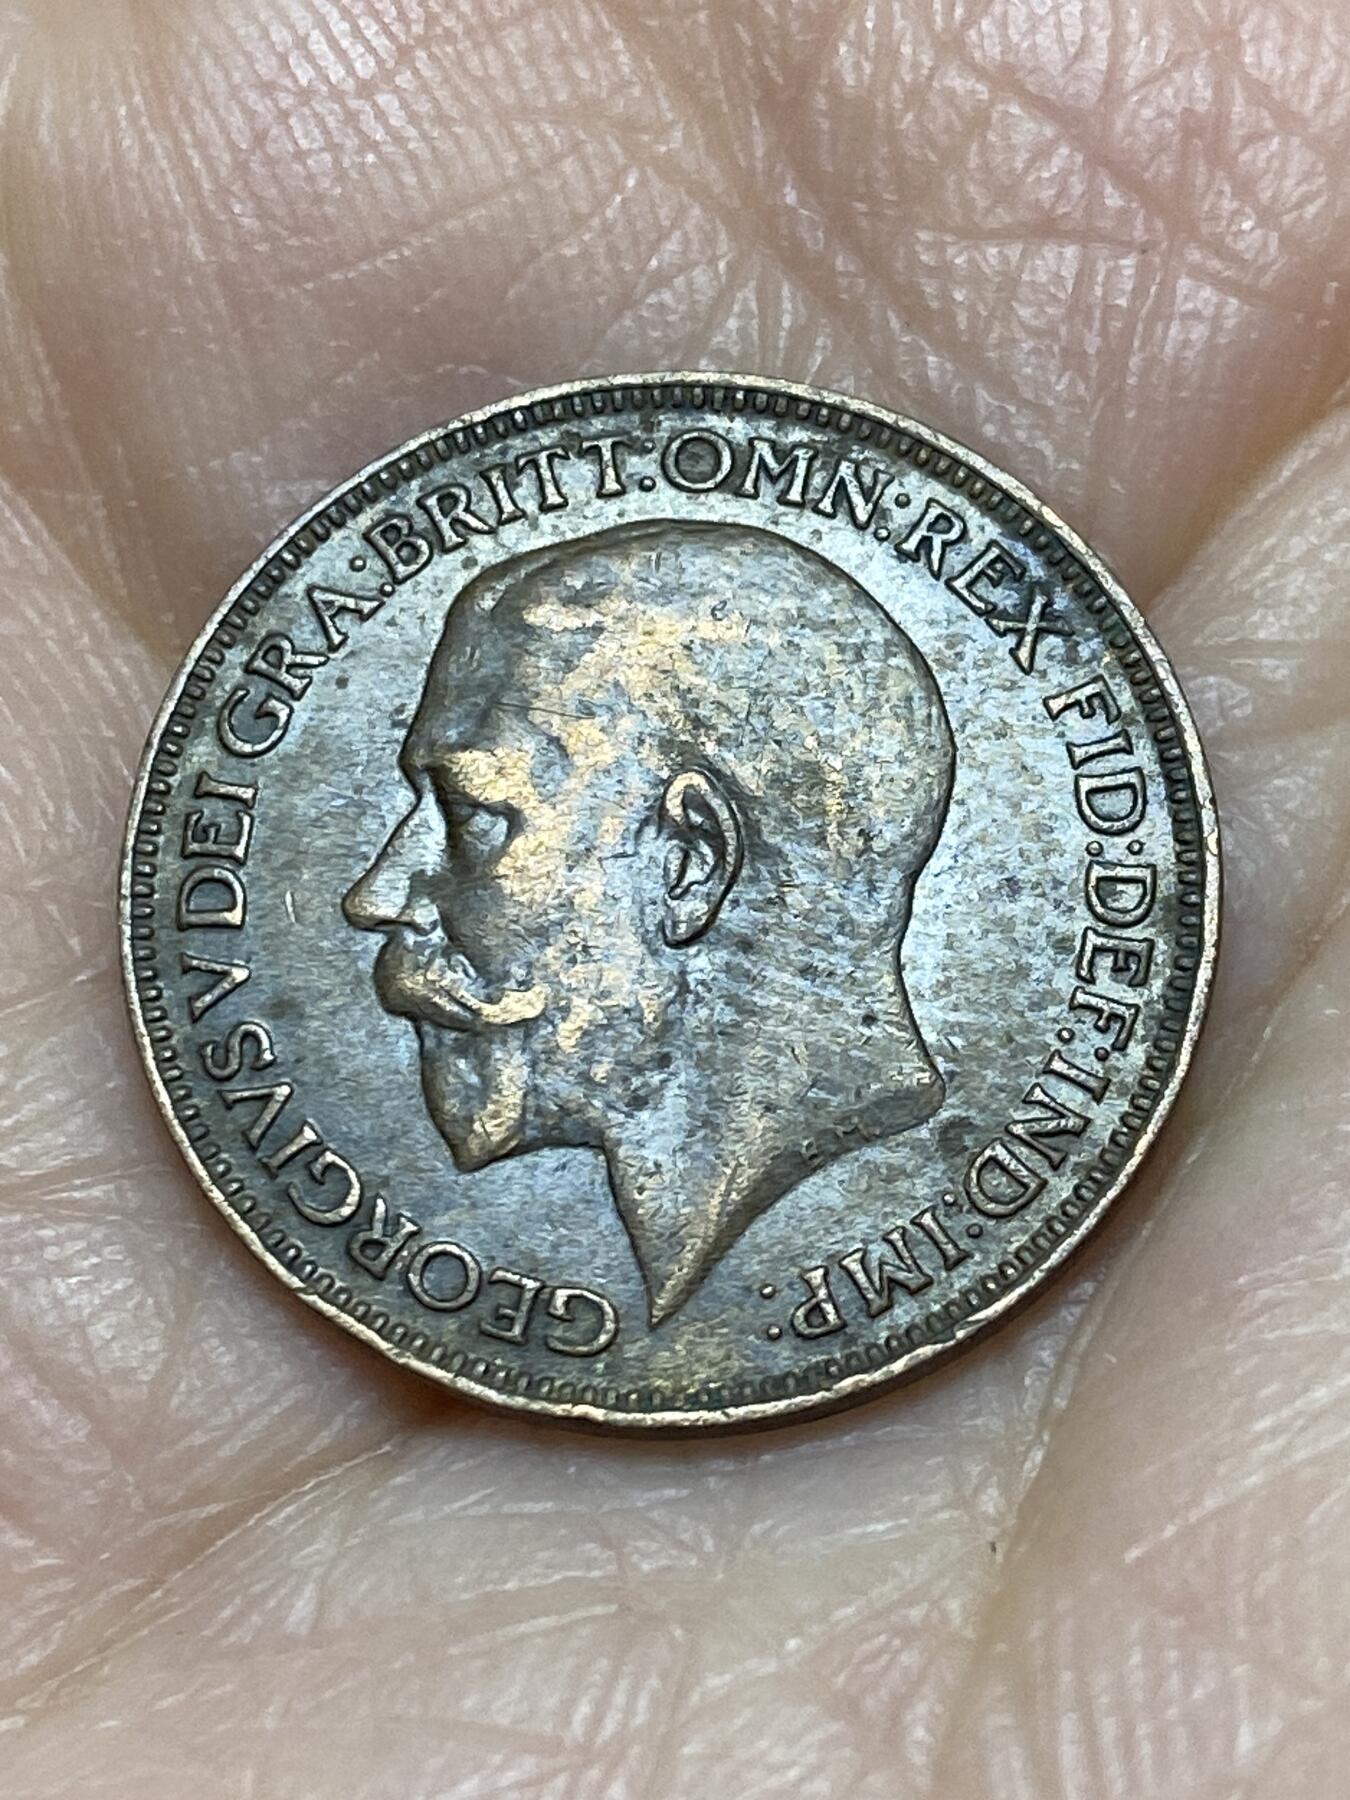 GEORGIVS V DEI GRA:BRITT:OMN:REX FID:DEF:IND:IMP: